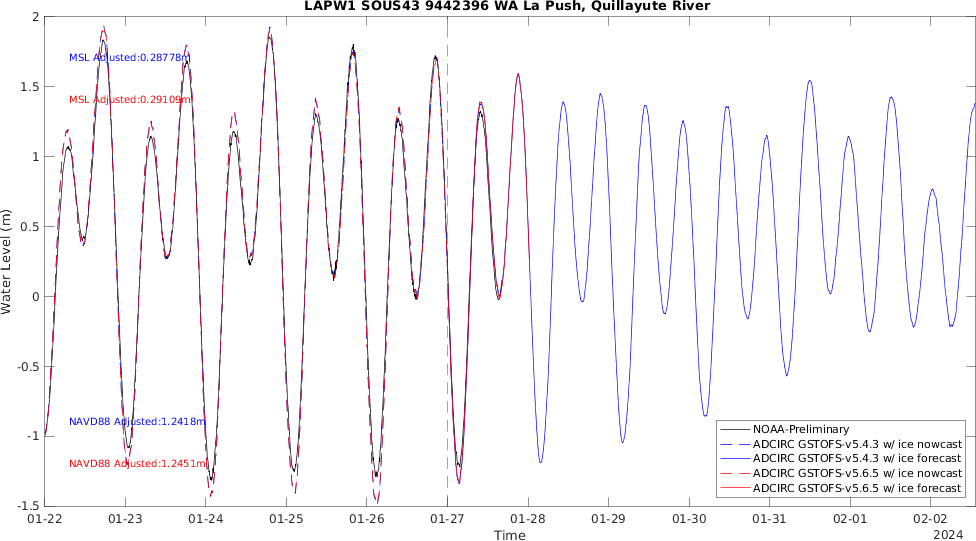 LAPW1 SOUS43 9442396 WA La Push, Quillayute River
2
1.5
1
0.5
0
-0.5
-1
-1.5
Water Level (m)
MSL Adjusted:0.28778m
MSL Adjusted:0.29109m
NAVD88 Adjusted:1.2418m
NAVD88 Adjusted:1.2451m
NOAA-Preliminary
ADCIRC GSTOFS-v5.4.3 w/ ice nowcast
ADCIRC GSTOFS-v5.4.3 w/ ice forecast
ADCIRC GSTOFS-v5.6.5 w/ ice nowcast
ADCIRC GSTOFS-v5.6.5 w/ ice forecast
01-22 01-23 01-24 01-25 01-26 01-27 01-28 01-29 01-30 01-31 02-01 02-02
Time
2024